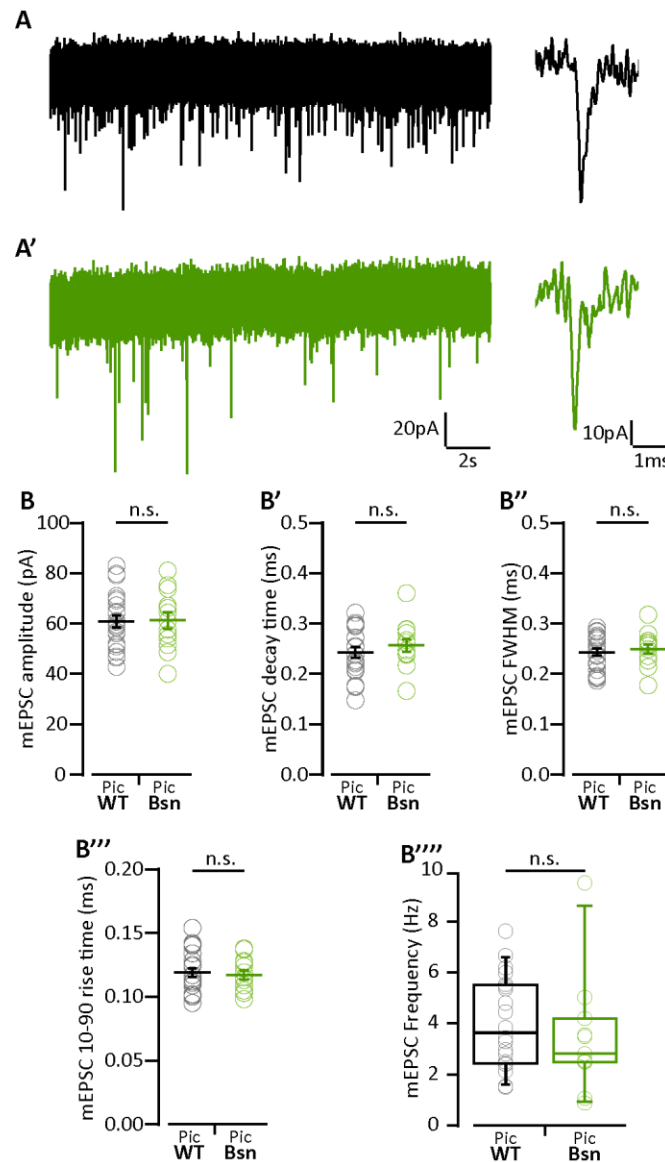 A
A'
20pA
2s
10pA
1ms
B
n.s.
mEPSC amplitude (pA)
100
80
60
40
20
0
Pic Pic
WT Bsn
B'
n.s.
mEPSC decay time (ms)
0.5
0.4
0.3
0.2
0.1
0.0
Pic Pic
WT Bsn
B''
n.s.
mEPSC FWHM (ms)
0.5
0.4
0.3
0.2
0.1
0.0
Pic Pic
WT Bsn
B'''
n.s.
mEPSC 10-90 rise time (ms)
0.20
0.15
0.10
0.05
0.00
Pic Pic
WT Bsn
B''''
n.s.
mEPSC Frequency (Hz)
10
8
6
4
2
0
Pic Pic
WT Bsn